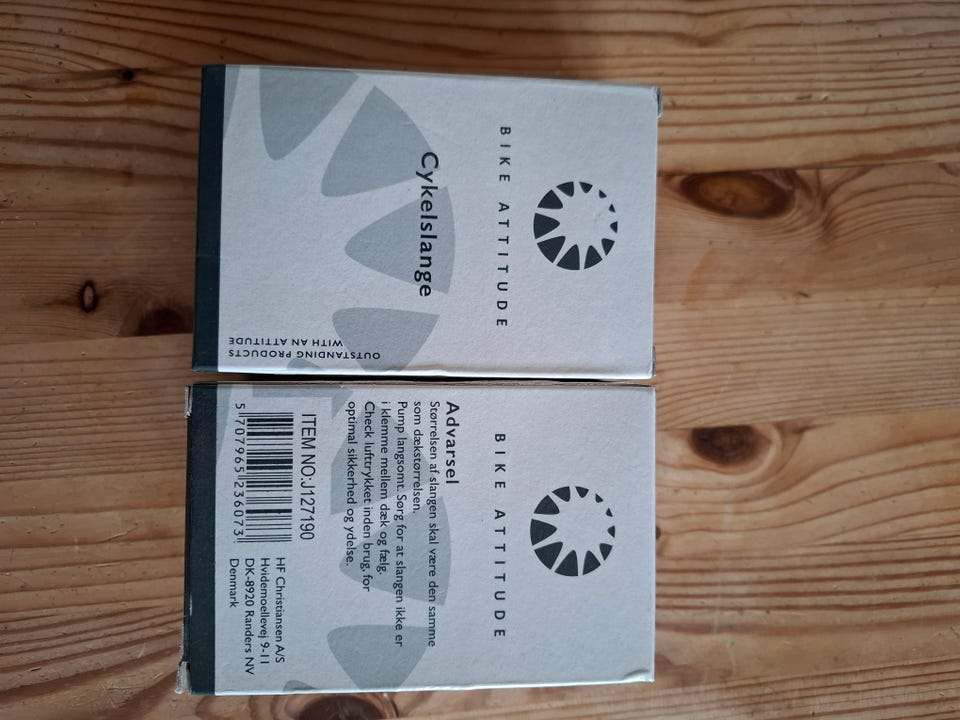 BIKE ATTITUDE
Cykelslange
OUTSTANDING PRODUCTS
WITH AN ATTITUDE
BIKE ATTITUDE
Advarsel
Størrelsen af slangen skal være den samme
som dækstørrelsen.
Pump langsomt. Sørg for at slangen ikke er
i klemme mellem dæk og fælg.
Check lufttrykket inden brug, for
optimal sikkerhed og ydelse.
ITEM NO:J127190
5 707965 236073
HF Christiansen A/S
Hvidemoellevej 9-11
DK-8920 Randers NV
Denmark